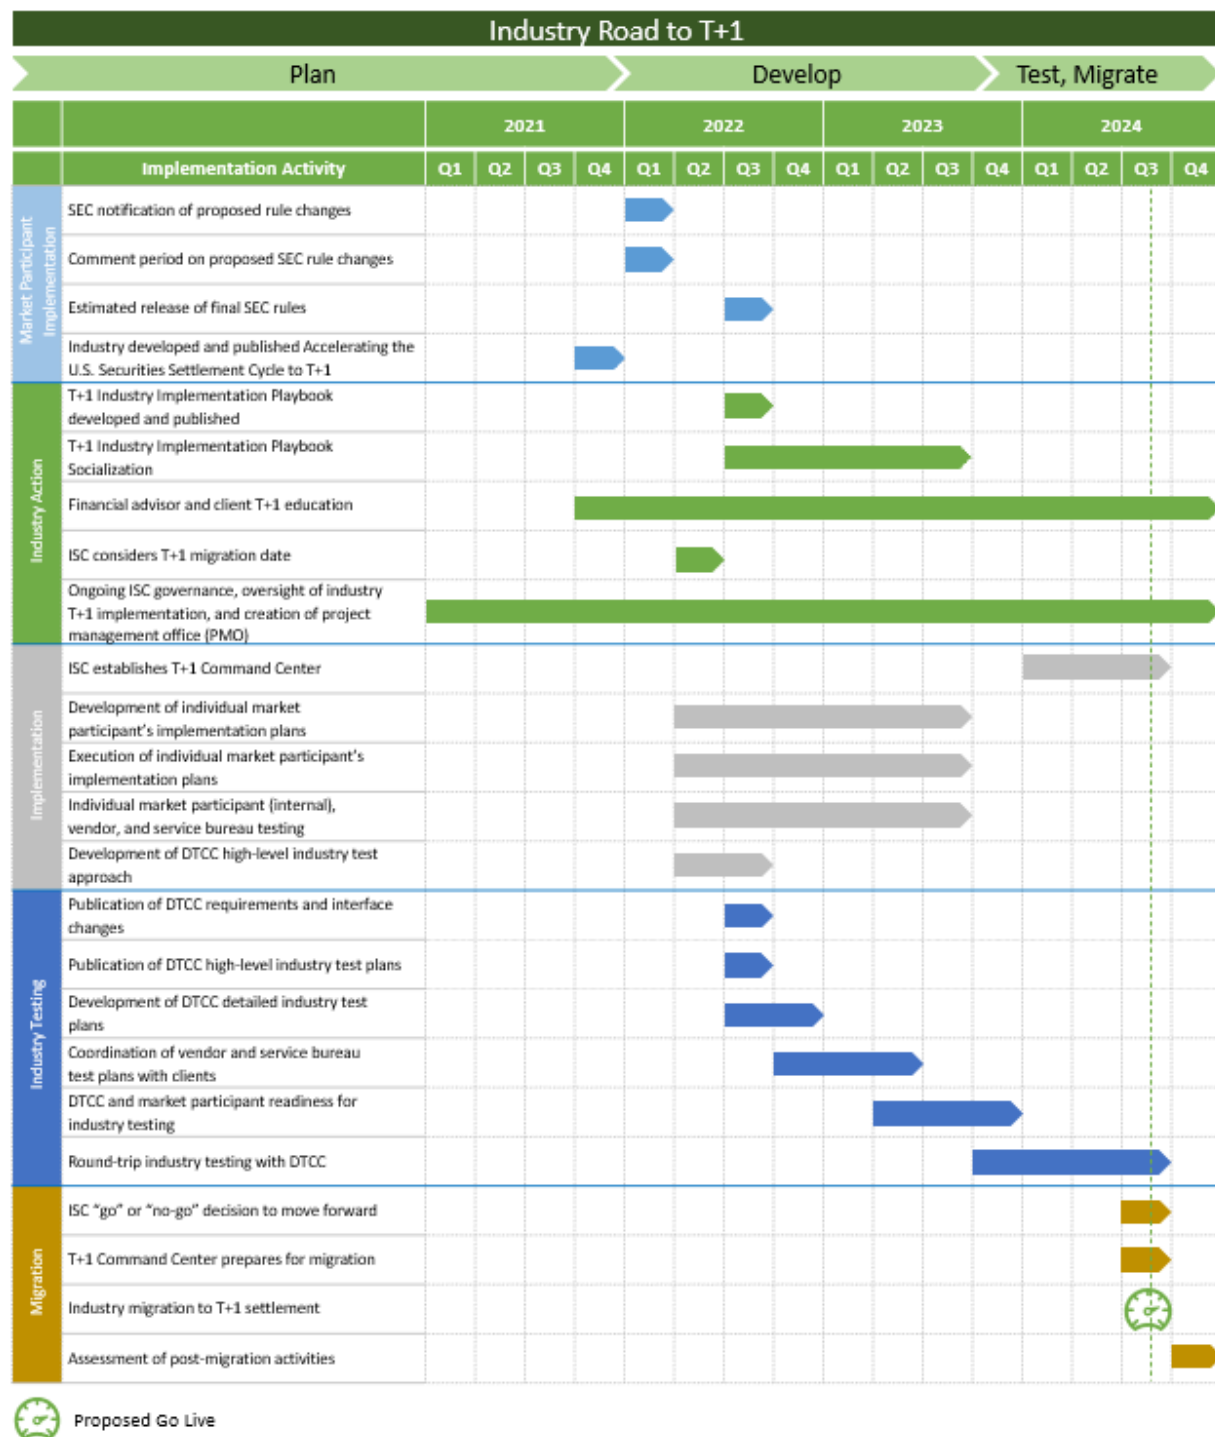 Industry Road to T+1
Plan
Develop
Test, Migrate
2021
2022
2023
2024
Implementation Activity
Q1 Q2 Q3 Q4 Q1 Q2 Q3 Q4 Q1 Q2 Q3 Q4 Q1 Q2 Q3 Q4
Market Participant
Implementation
SEC notification of proposed rule changes
Comment period on proposed SEC rule changes
Estimated release of final SEC rules
Industry developed and published Accelerating the
U.S. Securities Settlement Cycle to T+1
Industry Action
T+1 Industry Implementation Playbook
developed and published
T+1 Industry Implementation Playbook
Socialization
Financial advisor and client T+1 education
ISC considers T+1 migration date
Ongoing ISC governance, oversight of industry
T+1 implementation, and creation of project
management office (PMO)
Implementation
ISC establishes T+1 Command Center
Development of individual market
participant's implementation plans
Execution of individual market participant's
implementation plans
Individual market participant (internal),
vendor, and service bureau testing
Development of DTCC high-level industry test
approach
Industry Testing
Publication of DTCC requirements and interface
changes
Publication of DTCC high-level industry test plans
Development of DTCC detailed industry test
plans
Coordination of vendor and service bureau
test plans with clients
DTCC and market participant readiness for
industry testing
Round-trip industry testing with DTCC
Migration
ISC "go" or "no-go" decision to move forward
T+1 Command Center prepares for migration
Industry migration to T+1 settlement
Assessment of post-migration activities
Proposed Go Live